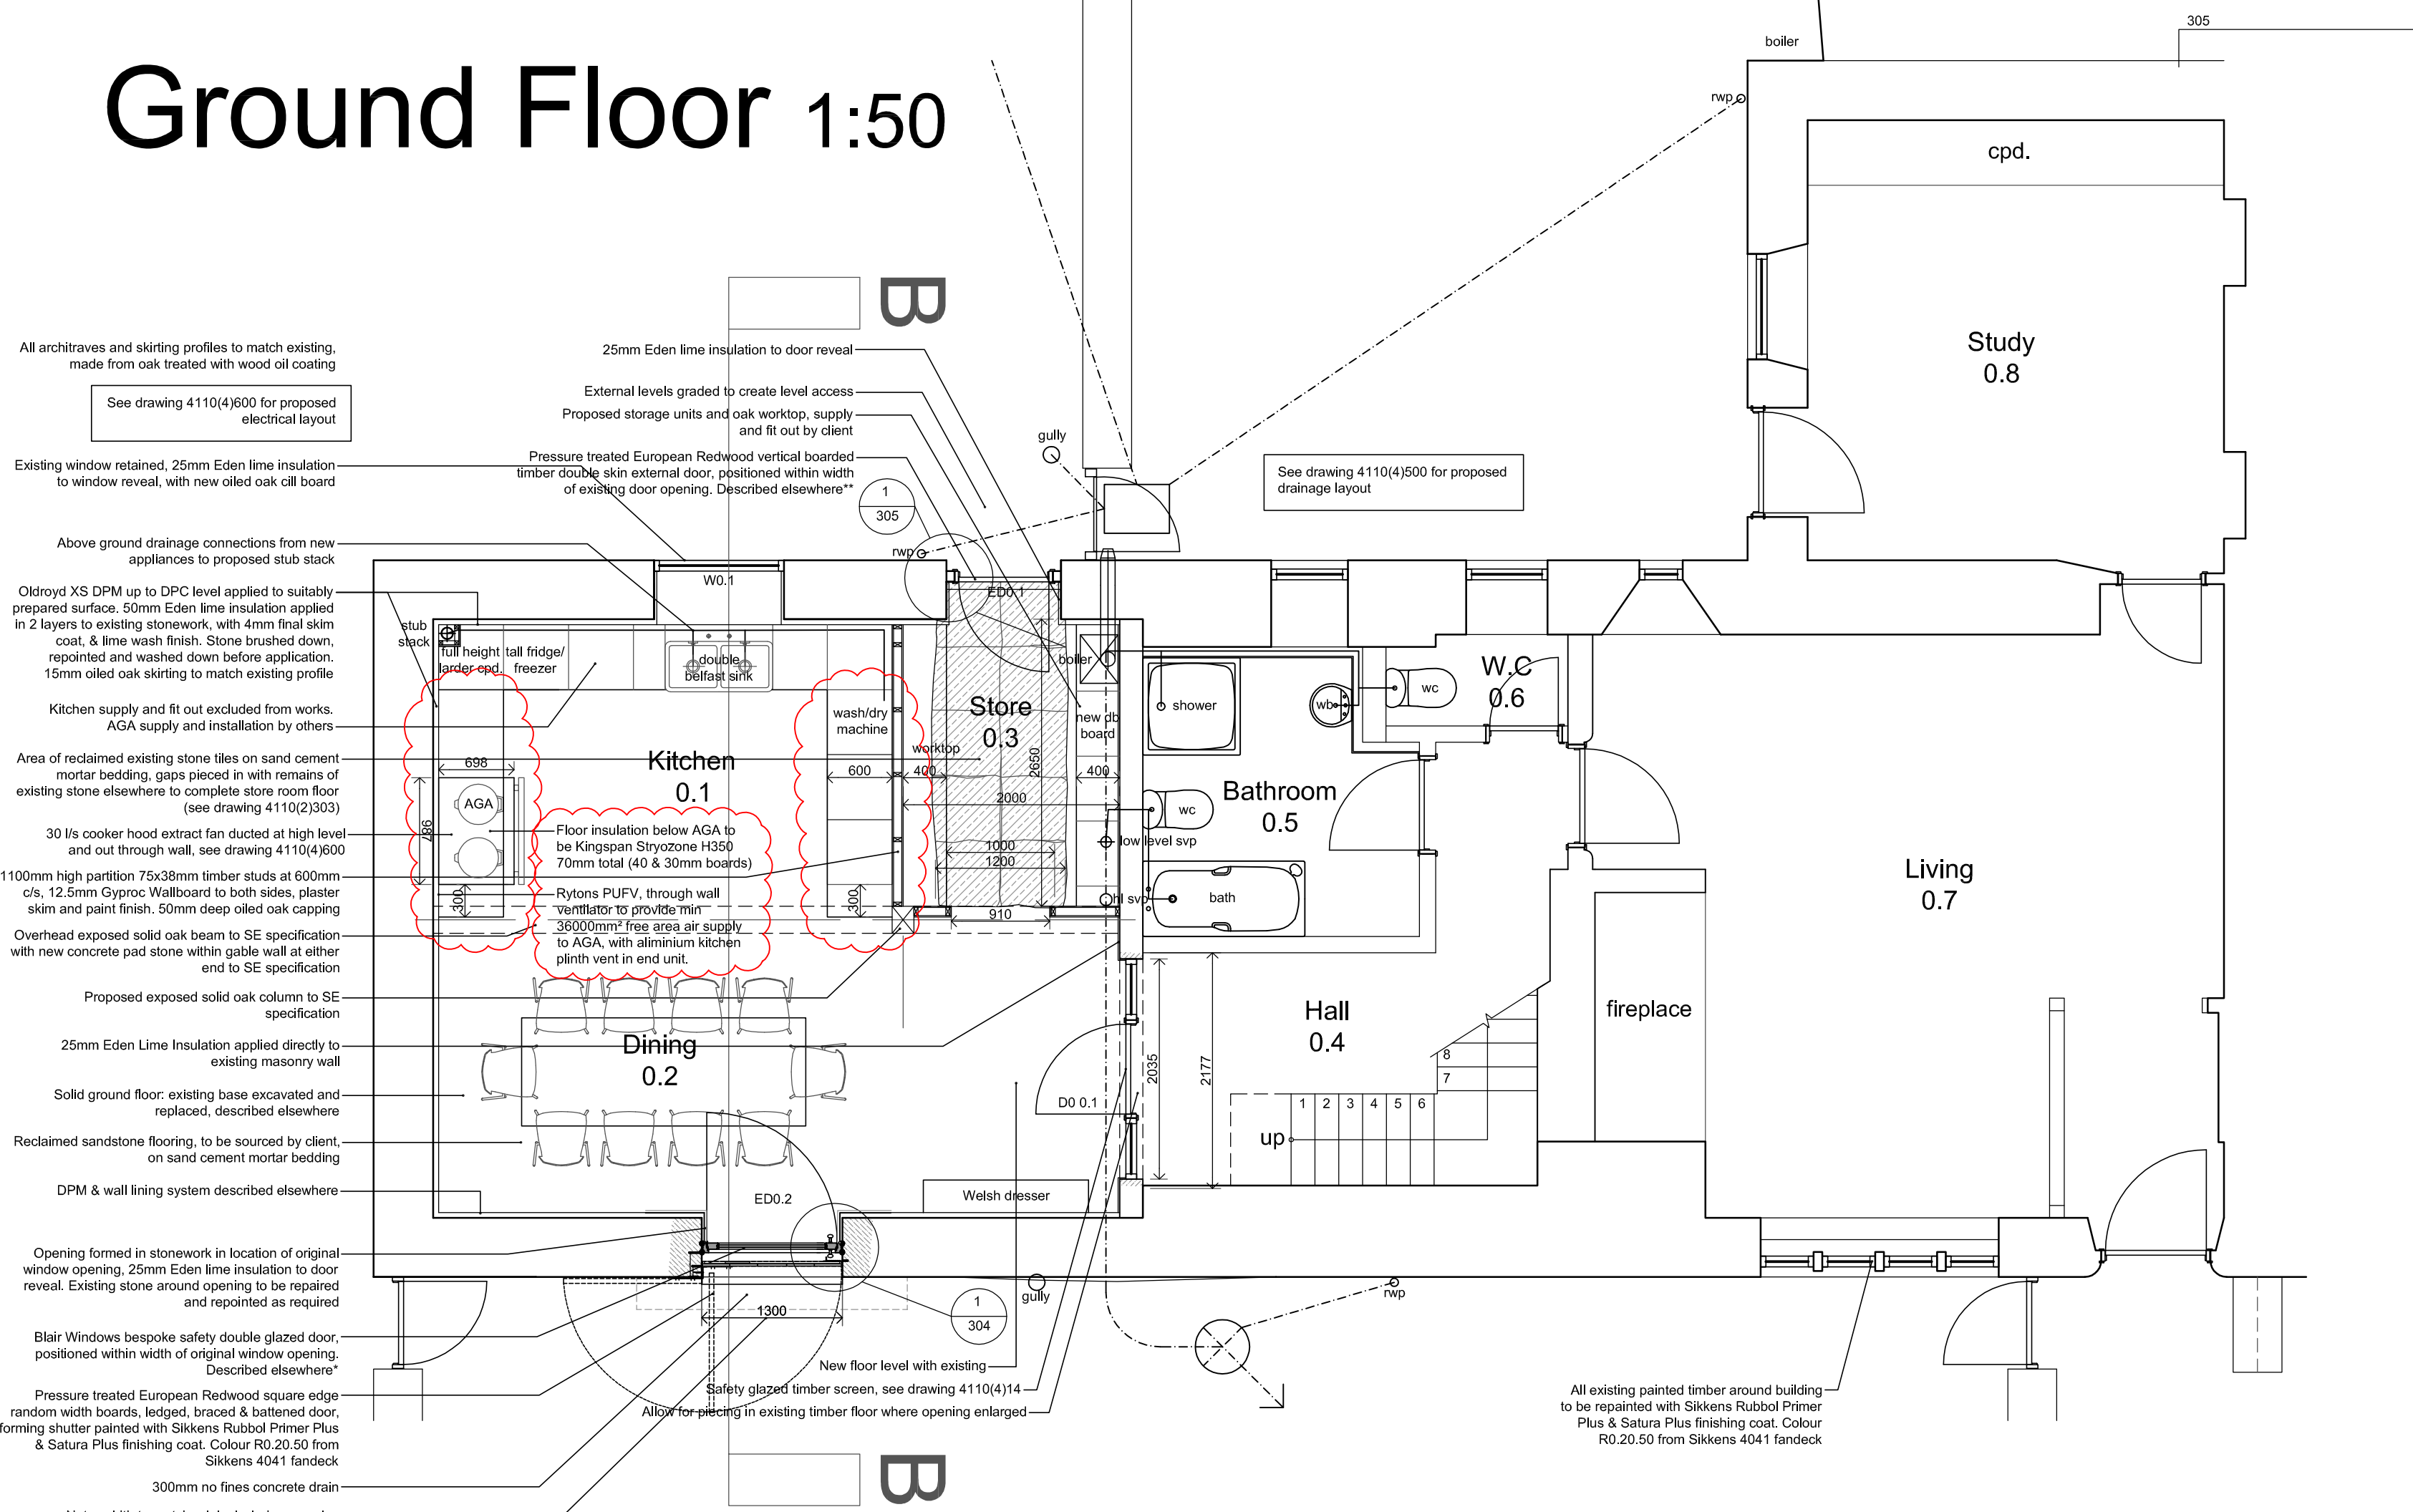 Ground Floor 1:50
305
boiler
rwp
cpd.
Study
0.8
B
All architraves and skirting profiles to match existing,
made from oak treated with wood oil coating
See drawing 4110(4)600 for proposed
electrical layout
Existing window retained, 25mm Eden lime insulation
to window reveal, with new oiled oak cill board
Above ground drainage connections from new
appliances to proposed stub stack
Oldroyd XS DPM up to DPC level applied to suitably
prepared surface. 50mm Eden lime insulation applied
in 2 layers to existing stonework, with 4mm final skim
coat, & lime wash finish. Stone brushed down,
repointed and washed down before application.
15mm oiled oak skirting to match existing profile
Kitchen supply and fit out excluded from works.
AGA supply and installation by others
Area of reclaimed existing stone tiles on sand cement
mortar bedding, gaps pieced in with remains of
existing stone elsewhere to complete store room floor
(see drawing 4110(2)303)
30 l/s cooker hood extract fan ducted at high level
and out through wall, see drawing 4110(4)600
1100mm high partition 75x38mm timber studs at 600mm
c/s, 12.5mm Gyproc Wallboard to both sides, plaster
skim and paint finish. 50mm deep oiled oak capping
Overhead exposed solid oak beam to SE specification
with new concrete pad stone within gable wall at either
end to SE specification
Proposed exposed solid oak column to SE
specification
25mm Eden Lime Insulation applied directly to
existing masonry wall
Solid ground floor: existing base excavated and
replaced, described elsewhere
Reclaimed sandstone flooring, to be sourced by client,
on sand cement mortar bedding
DPM & wall lining system described elsewhere
Opening formed in stonework in location of original
window opening, 25mm Eden lime insulation to door
reveal. Existing stone around opening to be repaired
and repointed as required
Blair Windows bespoke safety double glazed door,
positioned within width of original window opening.
Described elsewhere*
Pressure treated European Redwood square edge
random width boards, ledged, braced & battened door,
forming shutter painted with Sikkens Rubbol Primer Plus
& Satura Plus finishing coat. Colour R0.20.50 from
Sikkens 4041 fandeck
300mm no fines concrete drain
25mm Eden lime insulation to door reveal
External levels graded to create level access
Proposed storage units and oak worktop, supply
and fit out by client
Pressure treated European Redwood vertical boarded
timber double skin external door, positioned within width
of existing door opening. Described elsewhere**
1
305
rwp
gully
See drawing 4110(4)500 for proposed
drainage layout
W0.1
ED0.1
stub
stack
full height
larder cpd.
tall fridge/
freezer
double
belfast sink
wash/dry
machine
Kitchen
0.1
698
987
300
AGA
600
300
Floor insulation below AGA to
be Kingspan Stryozone H350
70mm total (40 & 30mm boards)
Rytons PUFV, through wall
ventilator to provide min
36000mm² free area air supply
to AGA, with aliminium kitchen
plinth vent in end unit.
Store
0.3
worktop
400
2650
400
2000
1000
1200
910
boiler
new db
board
low level svp
hl svp
shower
wb
wc
W.C
0.6
Bathroom
0.5
wc
bath
Living
0.7
fireplace
Hall
0.4
2035
2177
8
7
1 2 3 4 5 6
up
D0 0.1
Dining
0.2
ED0.2
Welsh dresser
1300
1
304
gully
rwp
New floor level with existing
Safety glazed timber screen, see drawing 4110(4)14
Allow for piecing in existing timber floor where opening enlarged
All existing painted timber around building
to be repainted with Sikkens Rubbol Primer
Plus & Satura Plus finishing coat. Colour
R0.20.50 from Sikkens 4041 fandeck
B